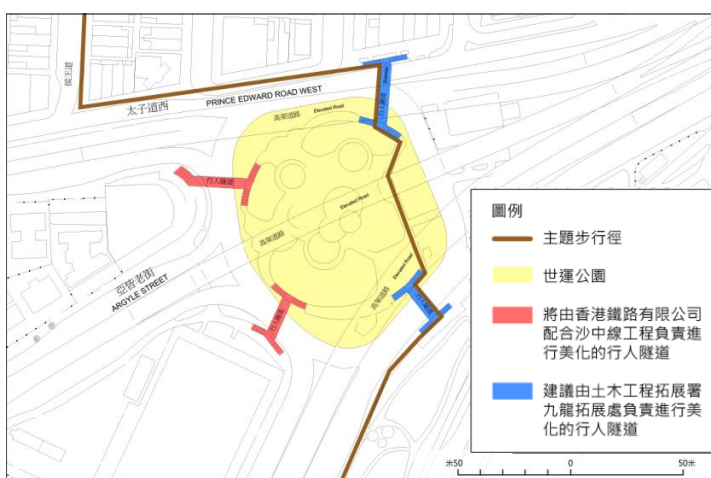 侯王道
太子道西
PRINCE EDWARD ROAD WEST
高架道路
Elevated Road
行人隧道
行人隧道
Elevated Road
高架道路
亞皆老街
ARGYLE STREET
行人隧道
高架道路
Elevated Road
行人隧道
圖例
主題步行徑
世運公園
將由香港鐵路有限公司
配合沙中線工程負責進
行美化的行人隧道
建議由土木工程拓展署
九龍拓展處負責進行美
化的行人隧道
米50
0
50米